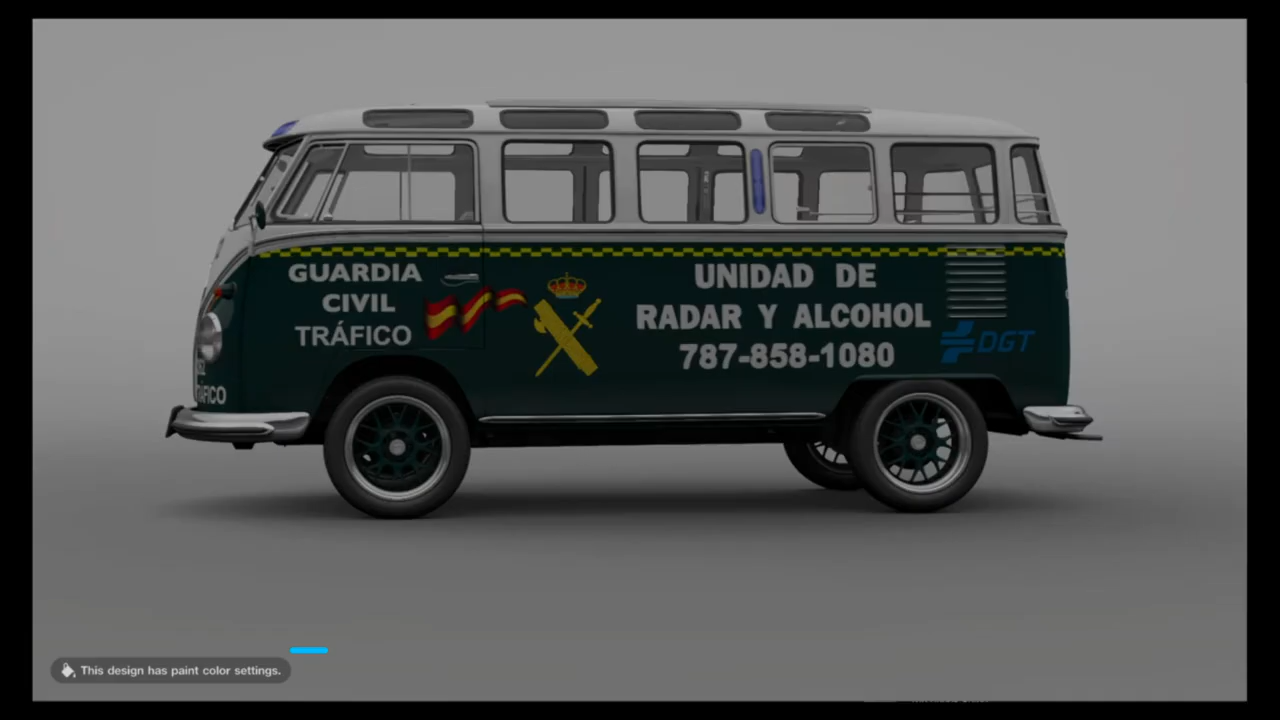 GUARDIA
CIVIL
TRÁFICO
UNIDAD DE
RADAR Y ALCOHOL
787-858-1080
DGT
This design has paint color settings.